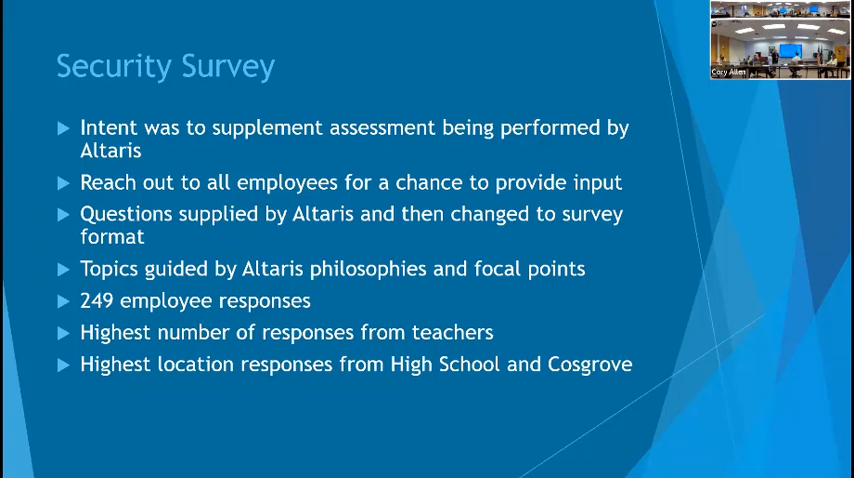 Security Survey
Intent was to supplement assessment being performed by
Altaris
Reach out to all employees for a chance to provide input
Questions supplied by Altaris and then changed to survey
format
Topics guided by Altaris philosophies and focal points
249 employee responses
Highest number of responses from teachers
Highest location responses from High School and Cosgrove
Cory Allen